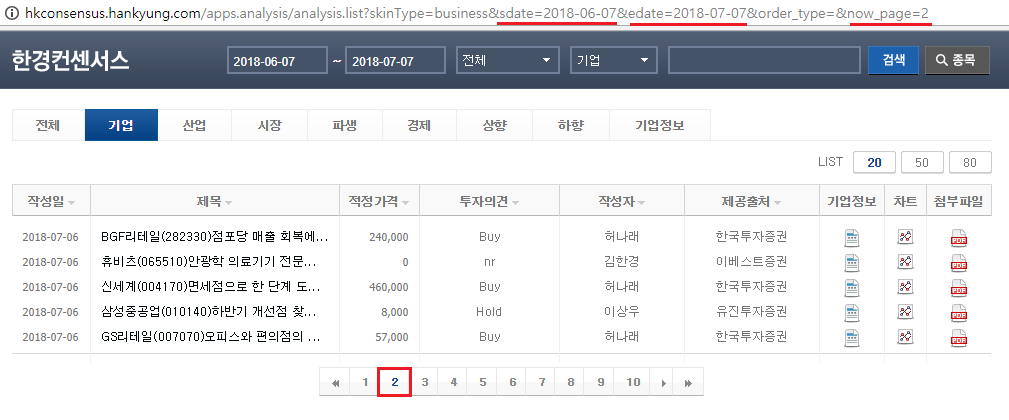 hkconsensus.hankyung.com/apps.analysis/analysis.list?skinType=business&sdate=2018-06-07&edate=2018-07-07&order_type=&now_page=2
한경컨센서스 2018-06-07 ~ 2018-07-07 전체 기업 검색 종목
전체 기업 산업 시장 파생 경제 상향 하향 기업정보
LIST 20 50 80
작성일 제목 적정가격 투자의견 작성자 제공출처 기업정보 차트 첨부파일
2018-07-06 BGF리테일(282330)점포당 매출 회복에... 240,000 Buy 허나래 한국투자증권 PDF
2018-07-06 휴비츠(065510)안광학 의료기기 전문... 0 nr 김한경 이베스트증권 PDF
2018-07-06 신세계(004170)면세점으로 한 단계 도... 460,000 Buy 허나래 한국투자증권 PDF
2018-07-06 삼성중공업(010140)하반기 개선점 찾... 8,000 Hold 이상우 유진투자증권 PDF
2018-07-06 GS리테일(007070)오피스와 편의점의 ... 57,000 Buy 허나래 한국투자증권 PDF
1 2 3 4 5 6 7 8 9 10